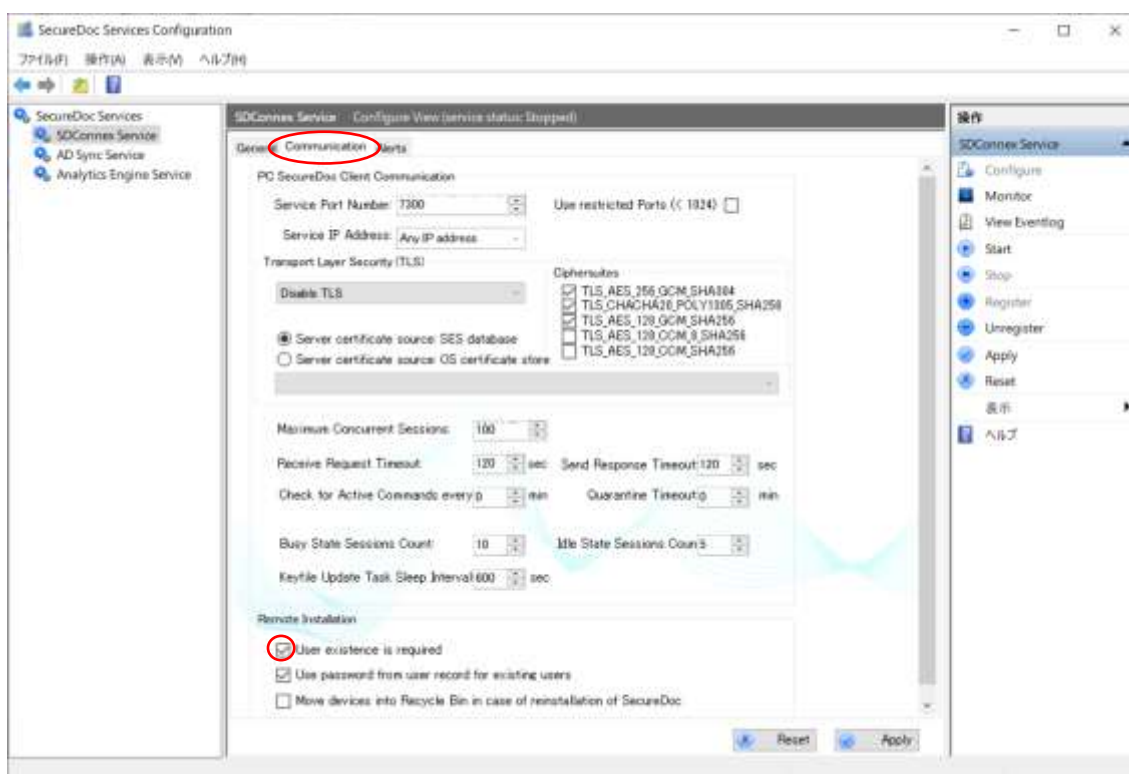 SecureDoc Services Configuration
ファイル(F) 操作(A) 表示(V) ヘルプ(H)
SecureDoc Services
SDConnex Service
AD Sync Service
Analytics Engine Service
SDConnex Service Configure View (service status: Stopped)
General Communication Alerts
PC SecureDoc Client Communication
Service Port Number: 7300 Use restricted Ports (< 1024)
Service IP Address: Any IP address
Transport Layer Security (TLS)
Disable TLS
Server certificate source: SES database
Server certificate source: OS certificate store
Ciphersuites
TLS_AES_256_GCM_SHA384
TLS_CHACHA20_POLY1305_SHA256
TLS_AES_128_GCM_SHA256
TLS_AES_128_CCM_8_SHA256
TLS_AES_128_CCM_SHA256
Maximum Concurrent Sessions: 100
Receive Request Timeout: 120 sec Send Response Timeout: 120 sec
Check for Active Commands every 0 min Quarantine Timeout: 0 min
Busy State Sessions Count: 10 Idle State Sessions Coun 5
Keyfile Update Task Sleep Interval 600 sec
Remote Installation
User existence is required
Use password from user record for existing users
Move devices into Recycle Bin in case of reinstallation of SecureDoc
Reset Apply
操作
SDConnex Service
Configure
Monitor
View Eventlog
Start
Stop
Register
Unregister
Apply
Reset
表示
ヘルプ